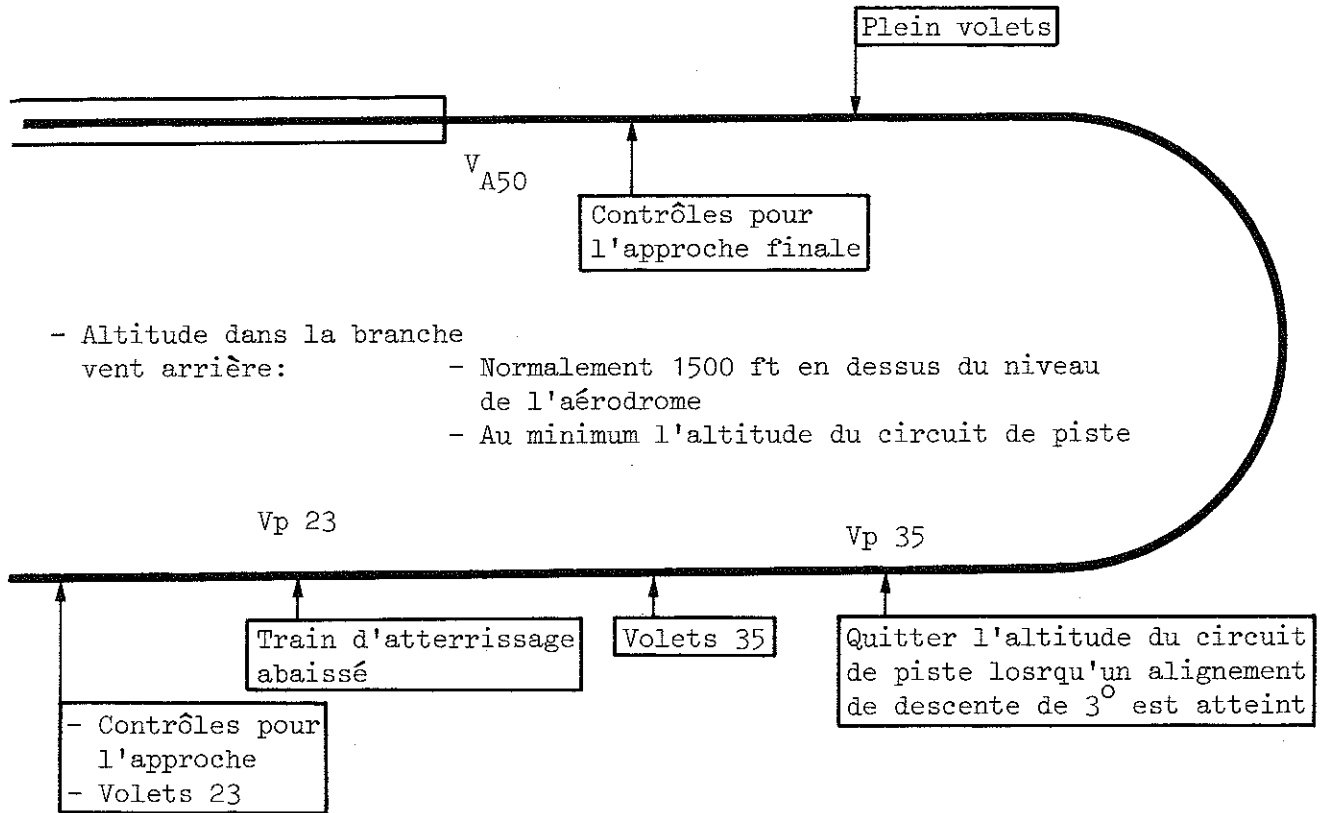 Plein volets
V A50
Contrôles pour
l'approche finale
- Altitude dans la branche
vent arrière:
- Normalement 1500 ft en dessus du niveau
de l'aérodrome
- Au minimum l'altitude du circuit de piste
Vp 23
Vp 35
Train d'atterrissage
abaissé
Volets 35
Quitter l'altitude du circuit
de piste losrqu'un alignement
de descente de 3° est atteint
- Contrôles pour
l'approche
- Volets 23